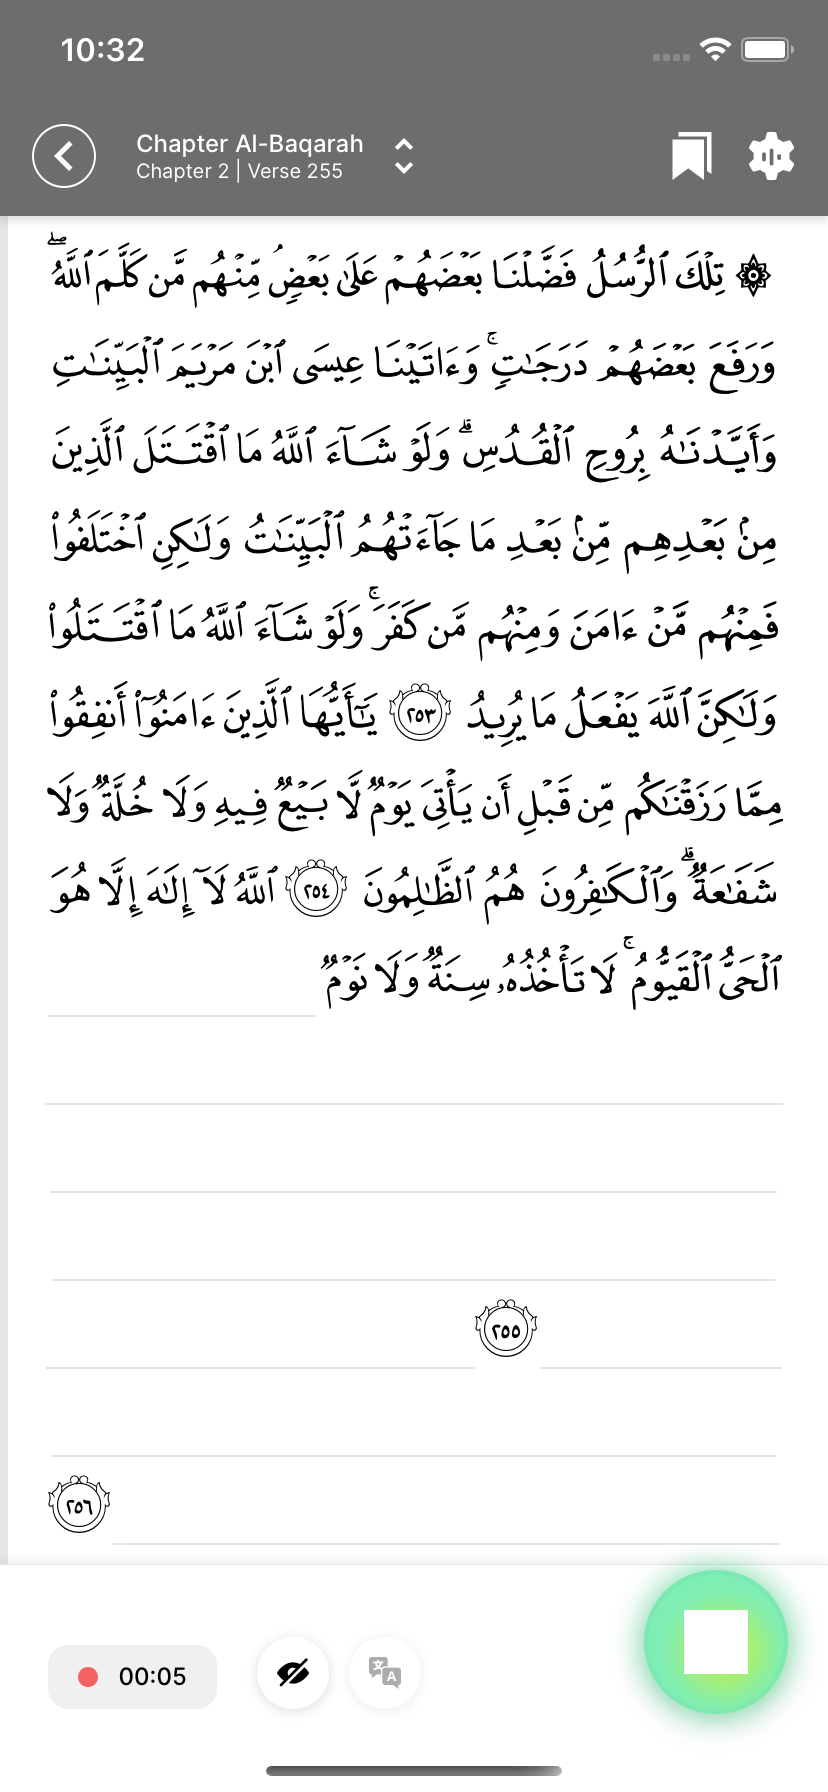 10:32
Chapter Al-Baqarah
Chapter 2 | Verse 255
۞ تِلْكَ ٱلرُّسُلُ فَضَّلْنَا بَعْضَهُمْ عَلَىٰ بَعْضٍۘ مِّنْهُم مَّن كَلَّمَ ٱللَّهُۖ
وَرَفَعَ بَعْضَهُمْ دَرَجَـٰتٍۚ وَءَاتَيْنَا عِيسَى ٱبْنَ مَرْيَمَ ٱلْبَيِّنَـٰتِ
وَأَيَّدْنَـٰهُ بِرُوحِ ٱلْقُدُسِۗ وَلَوْ شَآءَ ٱللَّهُ مَا ٱقْتَتَلَ ٱلَّذِينَ
مِنۢ بَعْدِهِم مِّنۢ بَعْدِ مَا جَآءَتْهُمُ ٱلْبَيِّنَـٰتُ وَلَـٰكِنِ ٱخْتَلَفُوا۟
فَمِنْهُم مَّنْ ءَامَنَ وَمِنْهُم مَّن كَفَرَۚ وَلَوْ شَآءَ ٱللَّهُ مَا ٱقْتَتَلُوا۟
وَلَـٰكِنَّ ٱللَّهَ يَفْعَلُ مَا يُرِيدُ ٢٥٣ يَـٰٓأَيُّهَا ٱلَّذِينَ ءَامَنُوٓا۟ أَنفِقُوا۟
مِمَّا رَزَقْنَـٰكُم مِّن قَبْلِ أَن يَأْتِىَ يَوْمٌ لَّا بَيْعٌ فِيهِ وَلَا خُلَّةٌ وَلَا
شَفَـٰعَةٌۗ وَٱلْكَـٰفِرُونَ هُمُ ٱلظَّـٰلِمُونَ ٢٥٤ ٱللَّهُ لَآ إِلَـٰهَ إِلَّا هُوَ
ٱلْحَىُّ ٱلْقَيُّومُۚ لَا تَأْخُذُهُۥ سِنَةٌ وَلَا نَوْمٌ
٢٥٥
٢٥٦
00:05